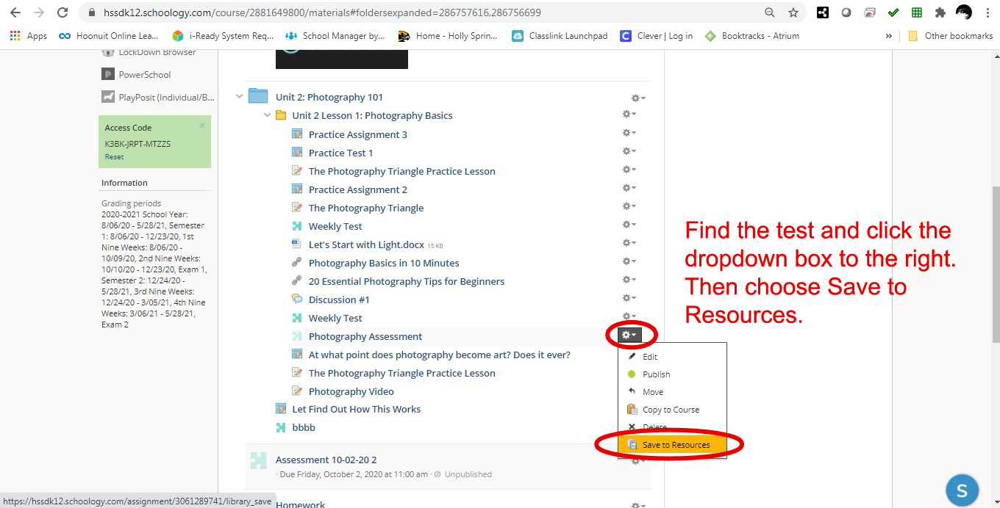 hssdk12.schoology.com/course/2881649800/materials#foldersexpanded=286757616,286756699
Apps
Hoonuit Online Lea...
i-Ready System Req...
School Manager by...
Home - Holly Sprin...
Classlink Launchpad
Clever | Log in
Booktracks - Atrium
»
Other bookmarks
LockDown Browser
PowerSchool
PlayPosit (Individual/B...
Access Code
K3BK-JRPT-MTZZS
Reset
Information
Grading periods
2020-2021 School Year:
8/06/20 - 5/28/21, Semester
1: 8/06/20 - 12/23/20, 1st
Nine Weeks: 8/06/20 -
10/09/20, 2nd Nine Weeks:
10/10/20 - 12/23/20, Exam 1,
Semester 2: 12/24/20 -
5/28/21, 3rd Nine Weeks:
12/24/20 - 3/05/21, 4th Nine
Weeks: 3/06/21 - 5/28/21,
Exam 2
Unit 2: Photography 101
Unit 2 Lesson 1: Photography Basics
Practice Assignment 3
Practice Test 1
The Photography Triangle Practice Lesson
Practice Assignment 2
The Photography Triangle
Weekly Test
Let's Start with Light.docx 15 KB
Photography Basics in 10 Minutes
20 Essential Photography Tips for Beginners
Discussion #1
Weekly Test
Photography Assessment
At what point does photography become art? Does it ever?
The Photography Triangle Practice Lesson
Photography Video
Let Find Out How This Works
bbbb
Assessment 10-02-20 2
· Due Friday, October 2, 2020 at 11:00 am · Unpublished
Homework
Edit
Publish
Move
Copy to Course
Delete
Save to Resources
Find the test and click the
dropdown box to the right.
Then choose Save to
Resources.
S
https://hssdk12.schoology.com/assignment/3061289741/library_save